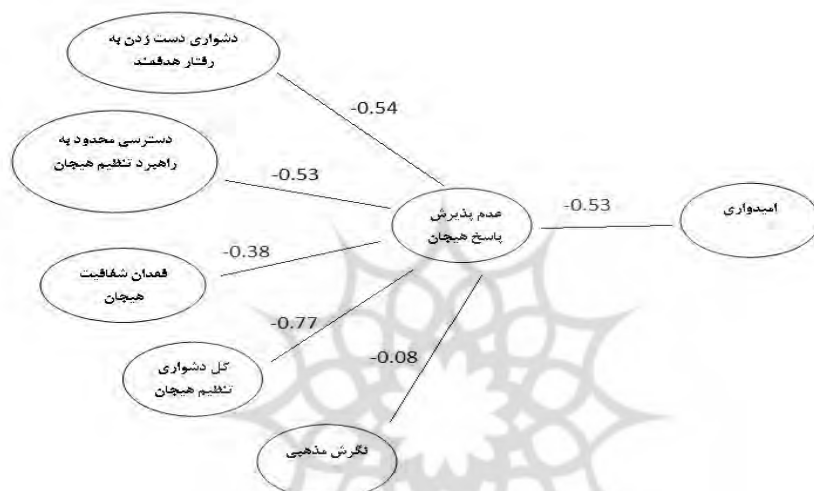 دشواری دست زدن به
رفتار هدفمند
-0.54
دسترسی محدود به
راهبرد تنظیم هیجان
-0.53
عدم پذیرش
پاسخ هیجان
-0.53
امیدواری
فقدان شفافیت
هیجان
-0.38
کل دشواری
تنظیم هیجان
-0.77
نگرش مذهبی
-0.08